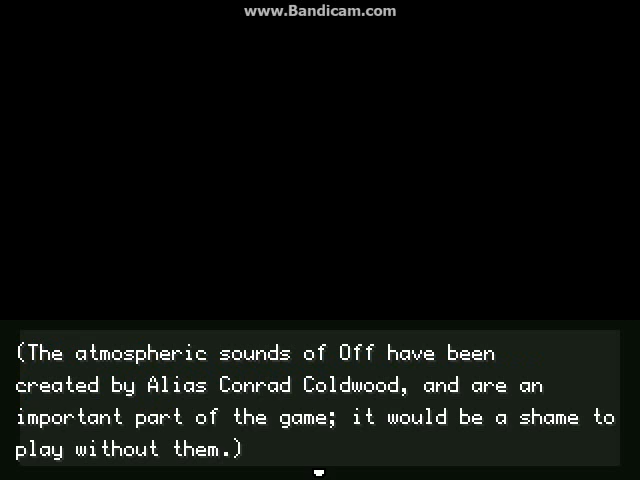 www.Bandicam.com
(The atmospheric sounds of Off have been
created by Alias Conrad Coldwood, and are an
important part of the game; it would be a shame to
play without them.)